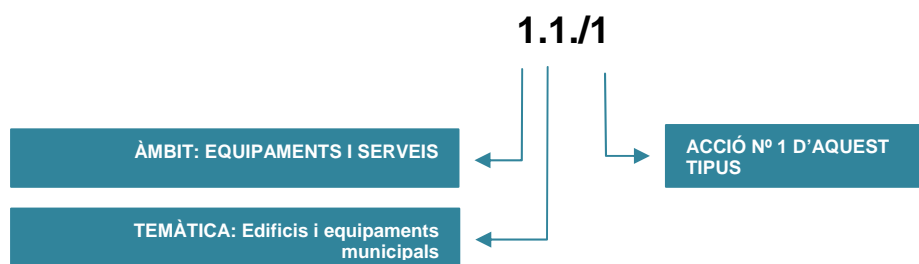 1.1./1
ÀMBIT: EQUIPAMENTS I SERVEIS
ACCIÓ Nº 1 D’AQUEST
TIPUS
TEMÀTICA: Edificis i equipaments
municipals